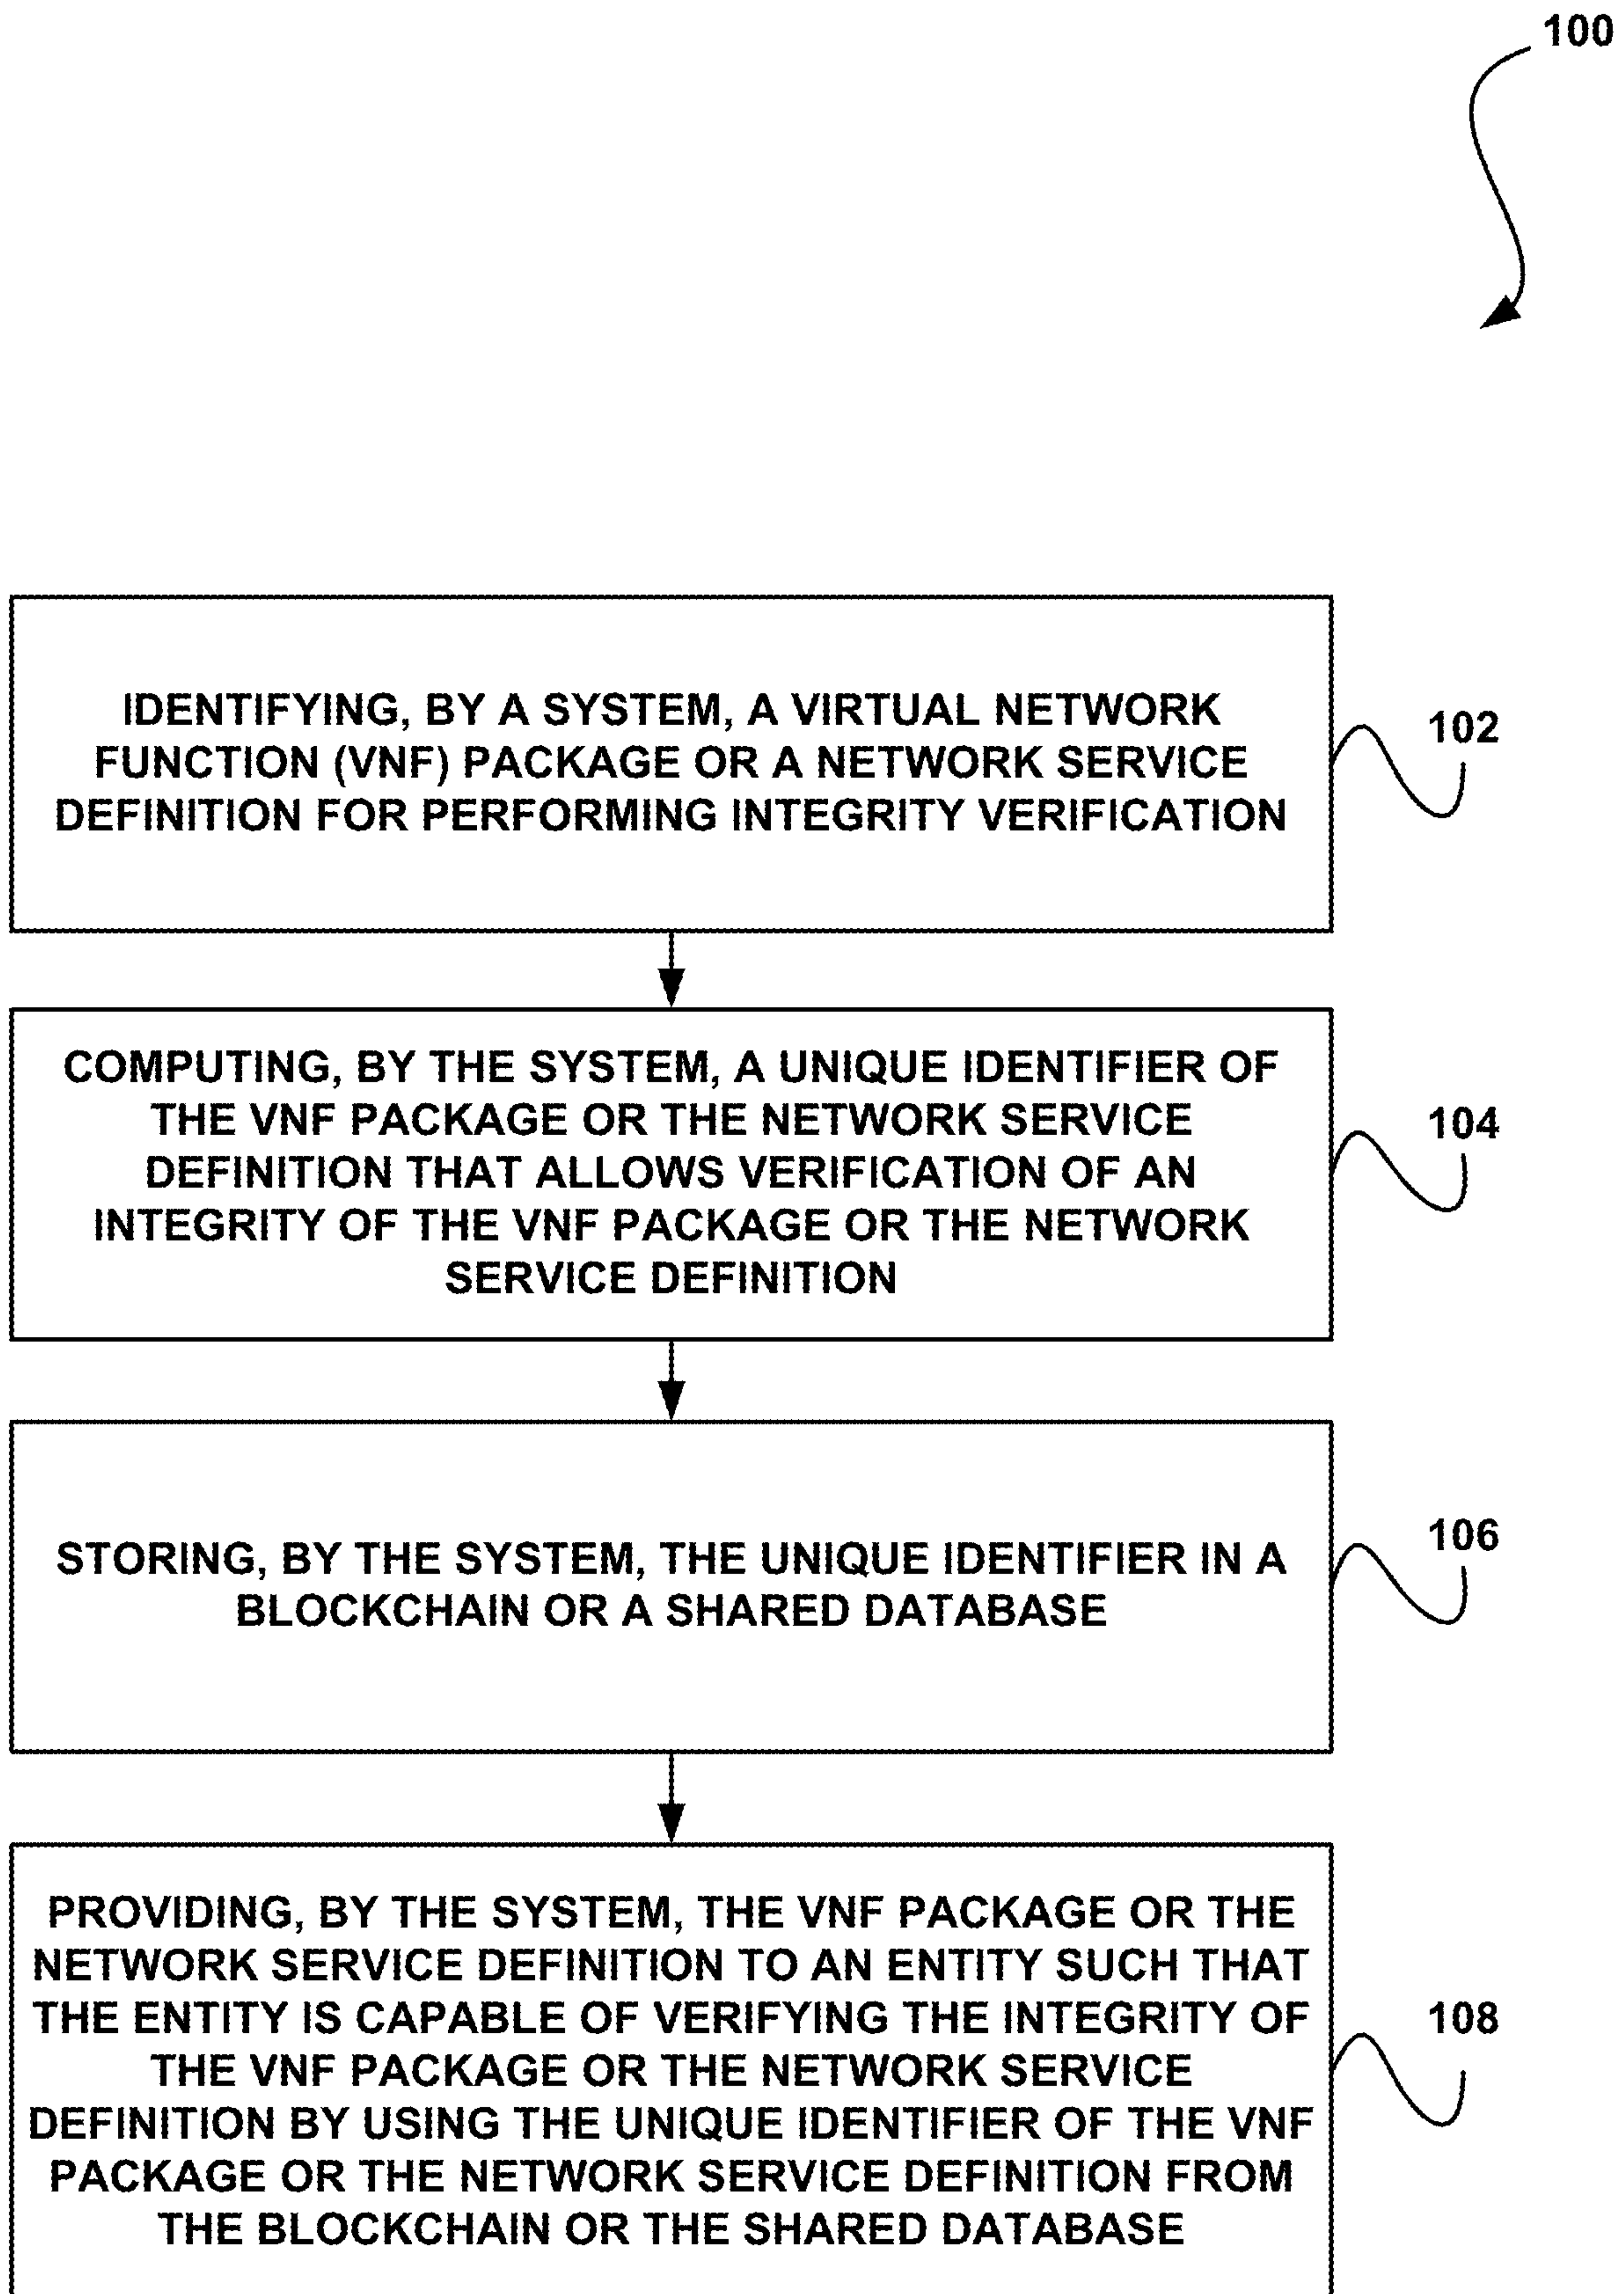 100
IDENTIFYING, BY A SYSTEM, A VIRTUAL NETWORK
FUNCTION (VNF) PACKAGE OR A NETWORK SERVICE
DEFINITION FOR PERFORMING INTEGRITY VERIFICATION
102
COMPUTING, BY THE SYSTEM, A UNIQUE IDENTIFIER OF
THE VNF PACKAGE OR THE NETWORK SERVICE
DEFINITION THAT ALLOWS VERIFICATION OF AN
INTEGRITY OF THE VNF PACKAGE OR THE NETWORK
SERVICE DEFINITION
104
STORING, BY THE SYSTEM, THE UNIQUE IDENTIFIER IN A
BLOCKCHAIN OR A SHARED DATABASE
106
PROVIDING, BY THE SYSTEM, THE VNF PACKAGE OR THE
NETWORK SERVICE DEFINITION TO AN ENTITY SUCH THAT
THE ENTITY IS CAPABLE OF VERIFYING THE INTEGRITY OF
THE VNF PACKAGE OR THE NETWORK SERVICE
DEFINITION BY USING THE UNIQUE IDENTIFIER OF THE VNF
PACKAGE OR THE NETWORK SERVICE DEFINITION FROM
THE BLOCKCHAIN OR THE SHARED DATABASE
108